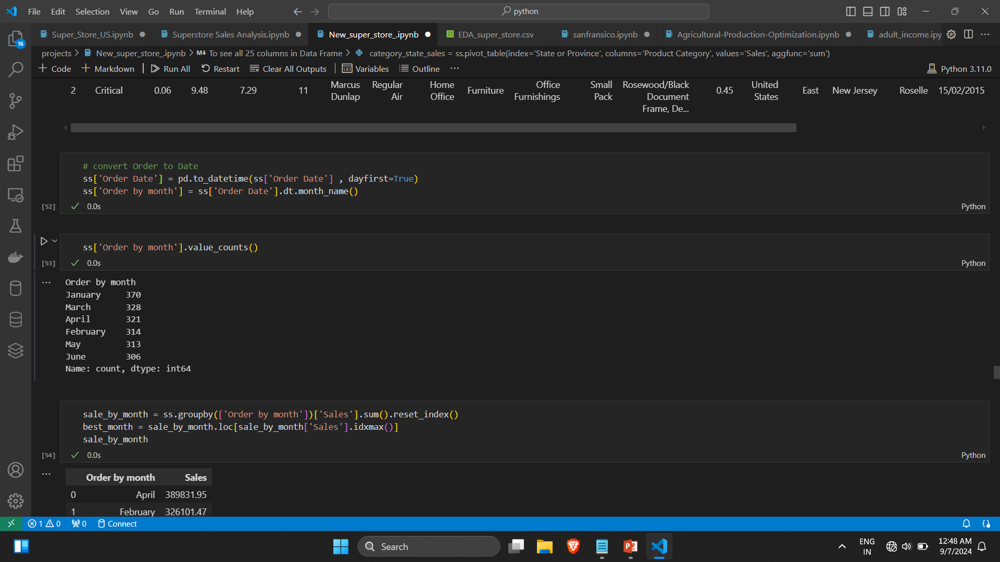 File Edit Selection View Go Run Terminal Help
python
Super_Store_US.ipynb
Superstore Sales Analysis.ipynb
New_super_store_.ipynb
EDA_super_store.csv
sanfransico.ipynb
Agricultural-Production-Optimization.ipynb
adult_income.ipy
16
projects > New_super_store_.ipynb > M↓ To see all 25 columns in Data Frame > category_state_sales = ss.pivot_table(index='State or Province', columns='Product Category', values='Sales', aggfunc='sum')
+ Code + Markdown | Run All Restart Clear All Outputs | Variables Outline ...
Python 3.11.0
2 Critical 0.06 9.48 7.29 11 Marcus Dunlap Regular Air Home Office Furniture Office Furnishings Small Pack Rosewood/Black Document Frame, De... 0.45 United States East New Jersey Roselle 15/02/2015
# convert Order to Date
ss['Order Date'] = pd.to_datetime(ss['Order Date'] , dayfirst=True)
ss['Order by month'] = ss['Order Date'].dt.month_name()
[52] 0.0s Python
ss['Order by month'].value_counts()
[53] 0.0s Python
Order by month
January 370
March 328
April 321
February 314
May 313
June 306
Name: count, dtype: int64
sale_by_month = ss.groupby(['Order by month'])['Sales'].sum().reset_index()
best_month = sale_by_month.loc[sale_by_month['Sales'].idxmax()]
sale_by_month
[54] 0.0s Python
Order by month Sales
0 April 389831.95
1 February 326101.47
1 0 0 Connect
Search
ENG
IN
12:48 AM
9/7/2024